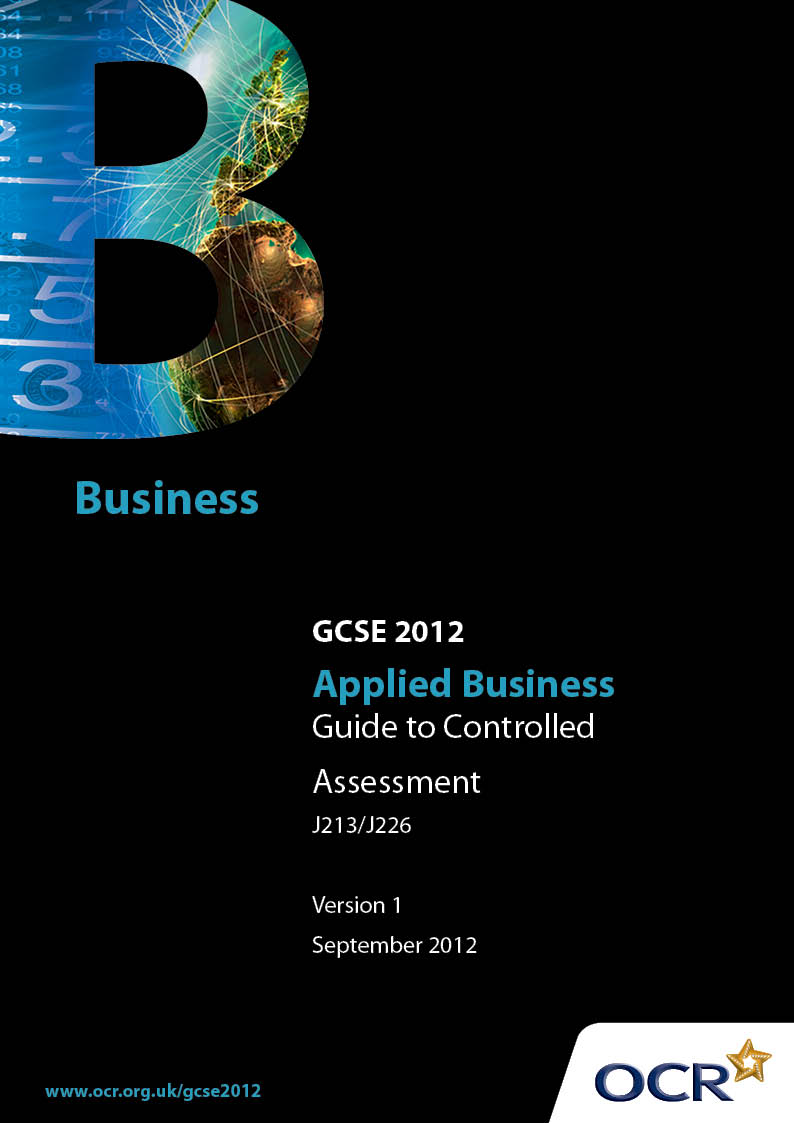 B
Business
GCSE 2012
Applied Business
Guide to Controlled
Assessment
J213/J226
Version 1
September 2012
www.ocr.org.uk/gcse2012
OCR